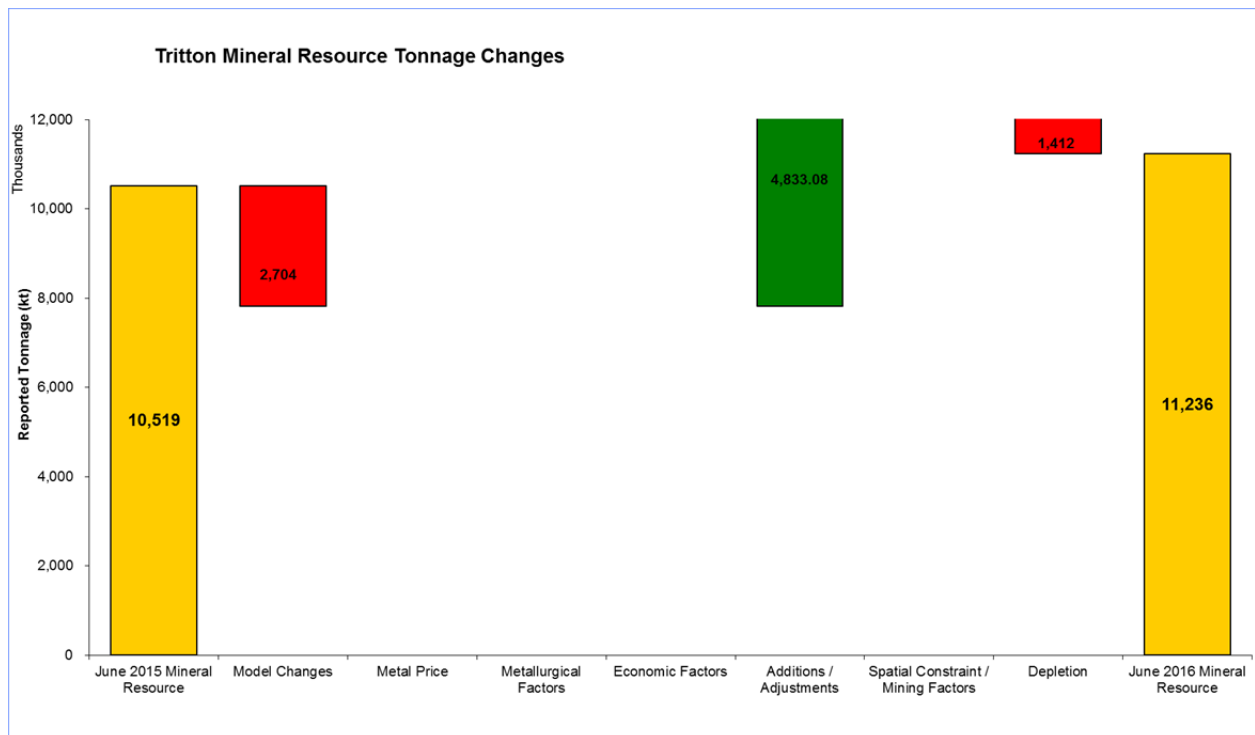 Tritton Mineral Resource Tonnage Changes
Thousands
Reported Tonnage (kt)
12,000
10,000
8,000
6,000
4,000
2,000
0
10,519
2,704
4,833.08
1,412
11,236
June 2015 Mineral
Resource
Model Changes
Metal Price
Metallurgical
Factors
Economic Factors
Additions /
Adjustments
Spatial Constraint /
Mining Factors
Depletion
June 2016 Mineral
Resource